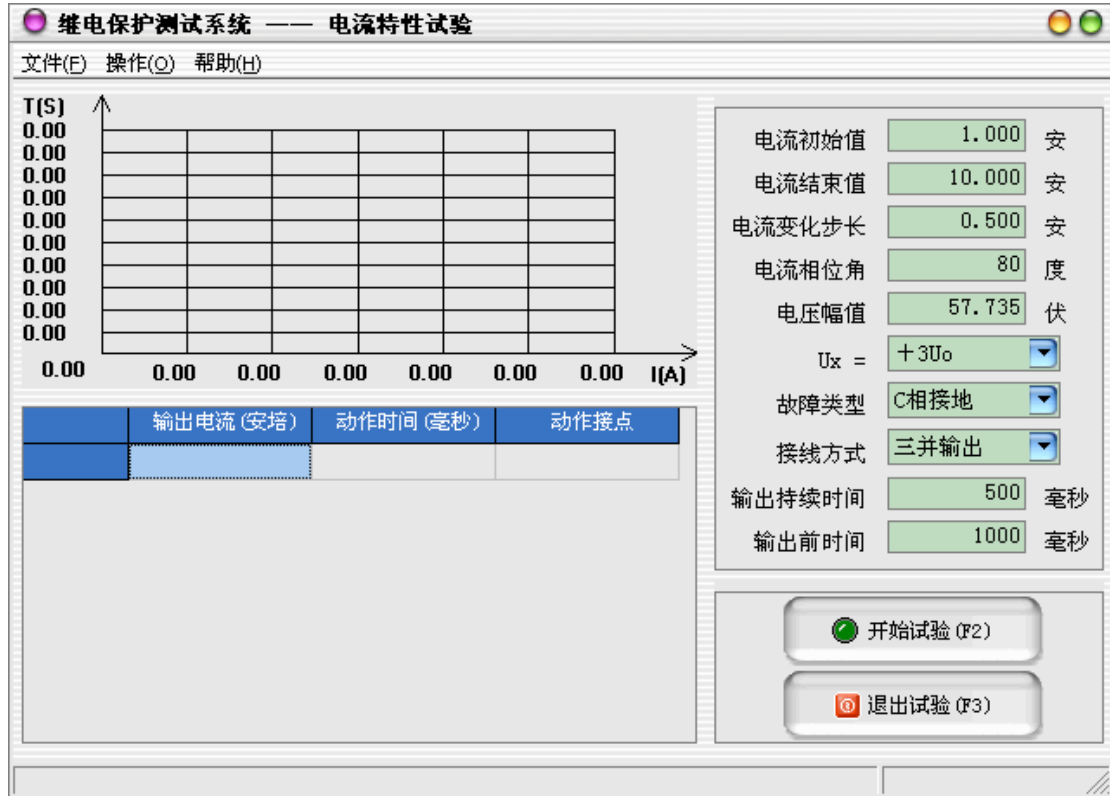 继电保护测试系统 —— 电流特性试验
文件(F) 操作(O) 帮助(H)
T(S)
0.00
0.00
0.00
0.00
0.00
0.00
0.00
0.00
0.00
0.00
0.00 0.00 0.00 0.00 0.00 0.00 0.00 I(A)
输出电流(安培) 动作时间(毫秒) 动作接点
电流初始值 1.000 安
电流结束值 10.000 安
电流变化步长 0.500 安
电流相位角 80 度
电压幅值 57.735 伏
Ux = +3Uo
故障类型 C相接地
接线方式 三并输出
输出持续时间 500 毫秒
输出前时间 1000 毫秒
开始试验(F2)
退出试验(F3)